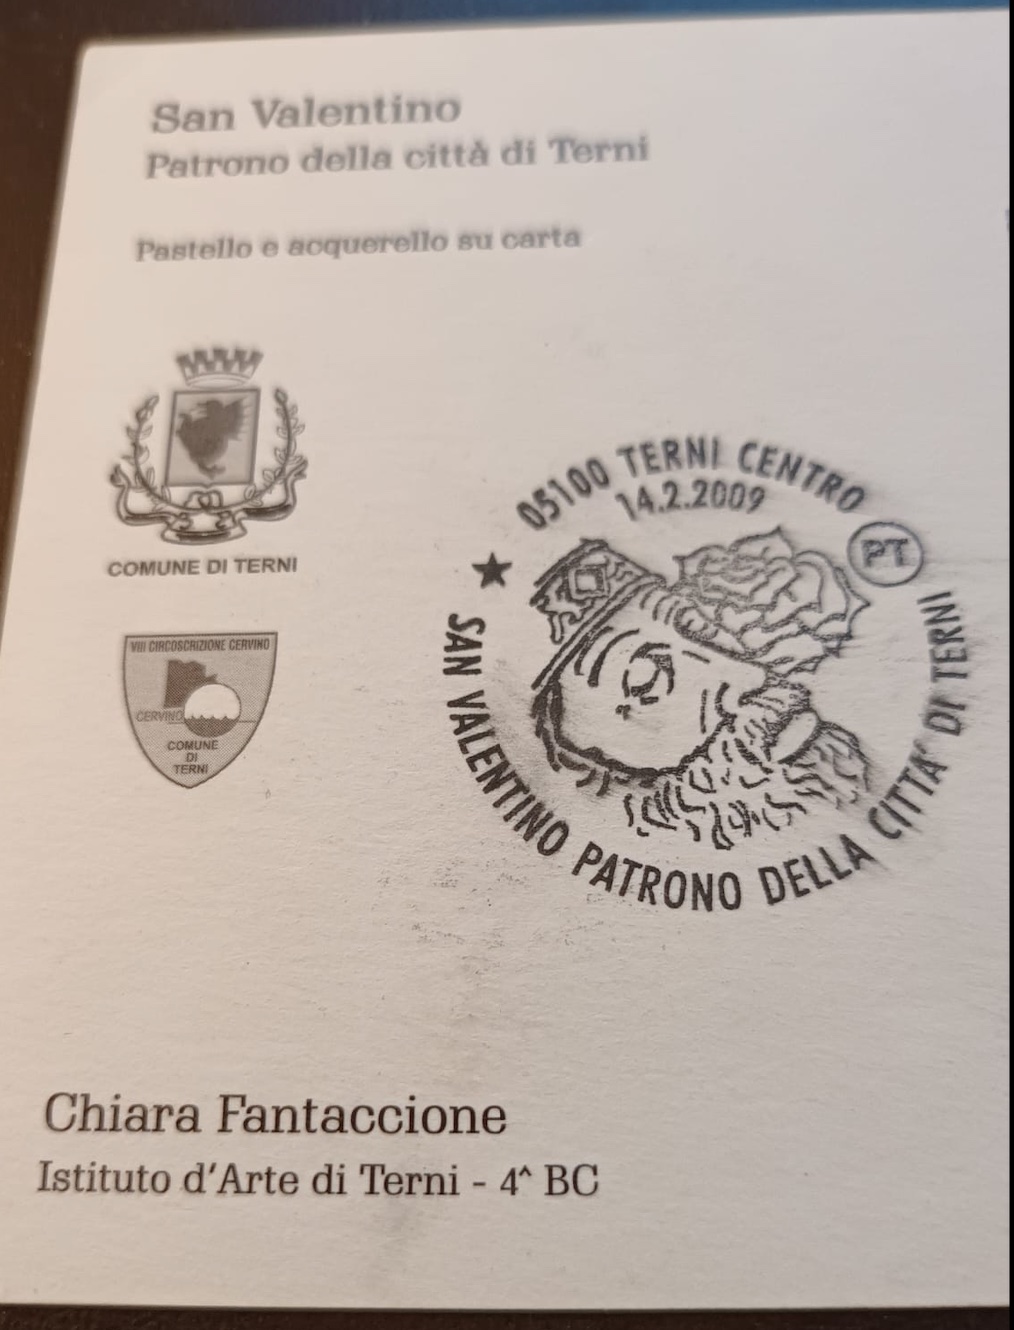 San Valentino
Patrono della città di Terni
Pastello e acquerello su carta
COMUNE DI TERNI
VIII CIRCOSCRIZIONE CERVINO
CERVINO
COMUNE
DI
TERNI
05100 TERNI CENTRO
14.2.2009
PT
SAN VALENTINO PATRONO DELLA CITTA' DI TERNI
Chiara Fantaccione
Istituto d'Arte di Terni - 4^ BC